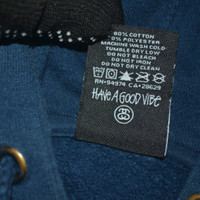 80% COTTON
20% POLYESTER
MACHINE WASH COLD
TUMBLE DRY LOW
DO NOT BLEACH
DO NOT IRON
DO NOT DRY CLEAN
RN-94974 CA-28629
HAVE A GOOD VIBE